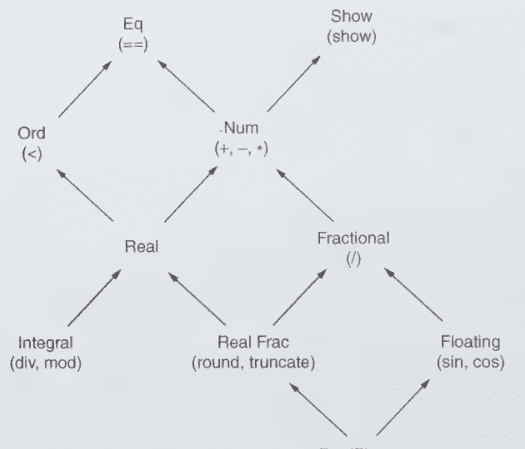 Eq
(==)
Show
(show)
Ord
(<)
Num
(+, –, *)
Real
Fractional
(/)
Integral
(div, mod)
Real Frac
(round, truncate)
Floating
(sin, cos)